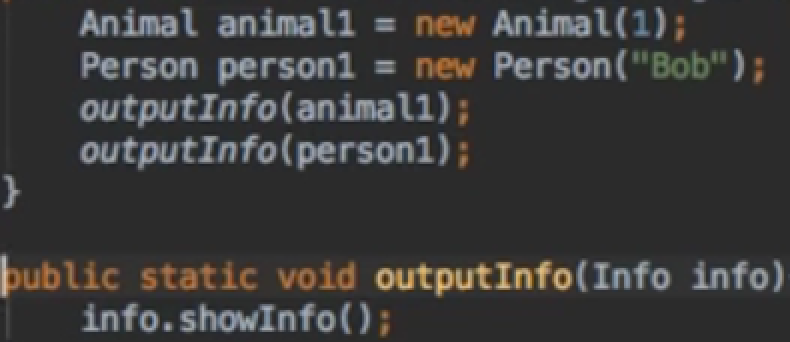 Animal animal1 = new Animal(1);
Person person1 = new Person("Bob");
outputInfo(animal1);
outputInfo(person1);
}
public static void outputInfo(Info info)
info.showInfo();